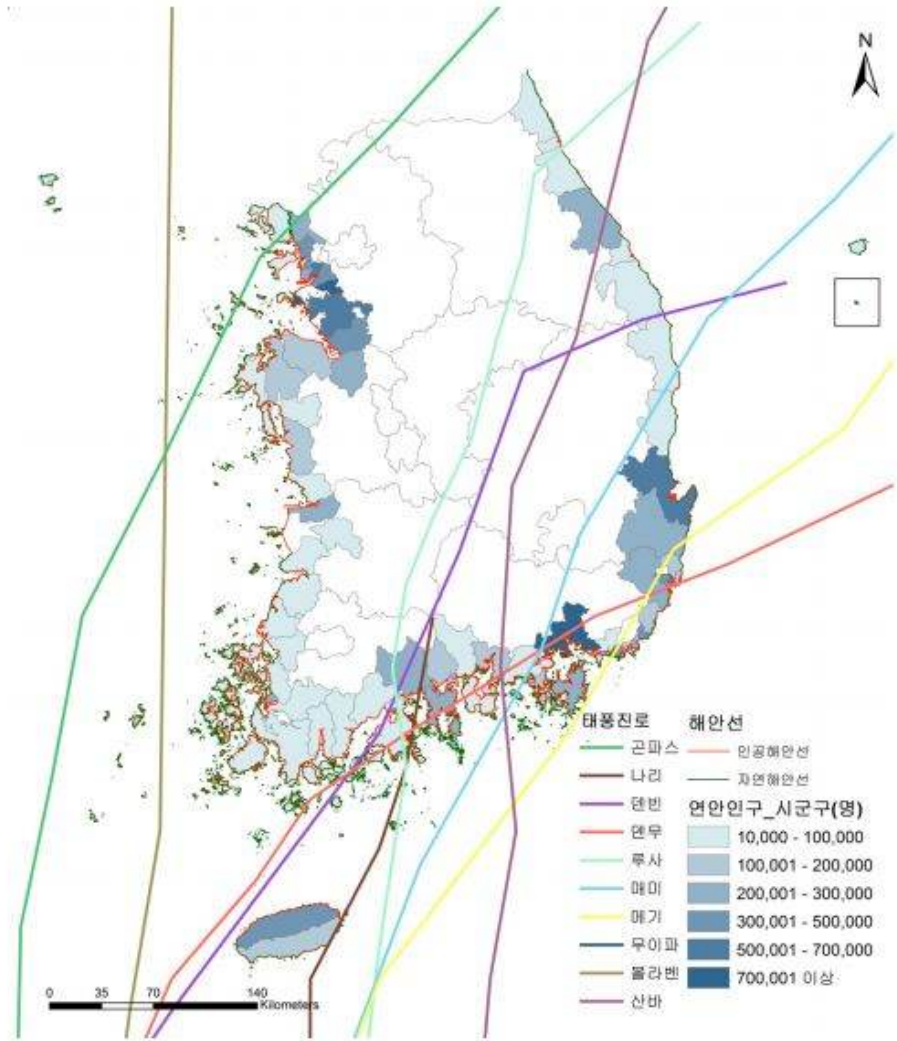 N
태풍진로
곤파스
나리
덴빈
덴무
루사
매미
메기
무이파
볼라벤
산바
해안선
인공해안선
자연해안선
연안인구_시군구(명)
10,000 - 100,000
100,001 - 200,000
200,001 - 300,000
300,001 - 500,000
500,001 - 700,000
700,001 이상
0 35 70 140
Kilometers